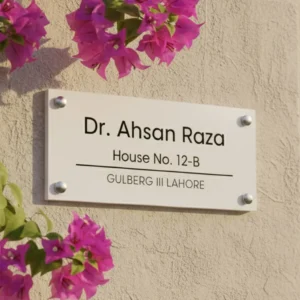 Dr. Ahsan Raza
House No. 12-B
GULBERG III LAHORE